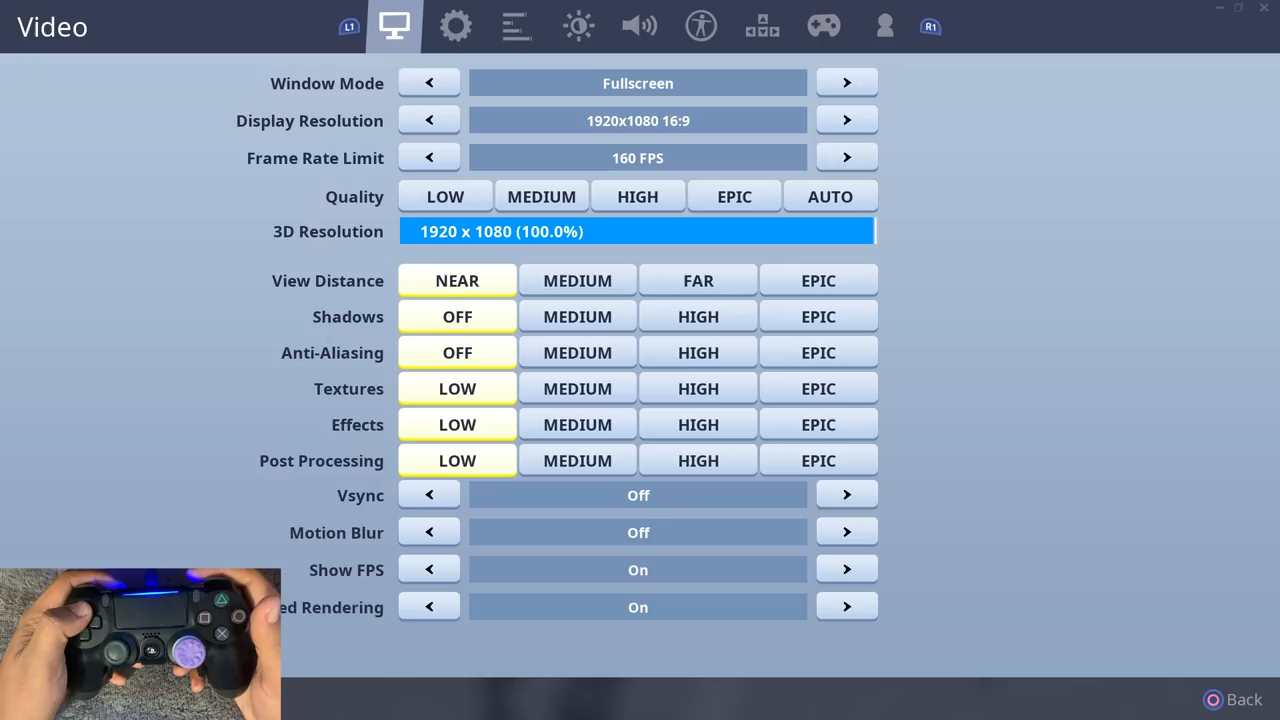 Video
L1
R1
Window Mode < Fullscreen >
Display Resolution < 1920x1080 16:9 >
Frame Rate Limit < 160 FPS >
Quality LOW MEDIUM HIGH EPIC AUTO
3D Resolution 1920 x 1080 (100.0%)
View Distance NEAR MEDIUM FAR EPIC
Shadows OFF MEDIUM HIGH EPIC
Anti-Aliasing OFF MEDIUM HIGH EPIC
Textures LOW MEDIUM HIGH EPIC
Effects LOW MEDIUM HIGH EPIC
Post Processing LOW MEDIUM HIGH EPIC
Vsync < Off >
Motion Blur < Off >
Show FPS < On >
ed Rendering < On >
Back